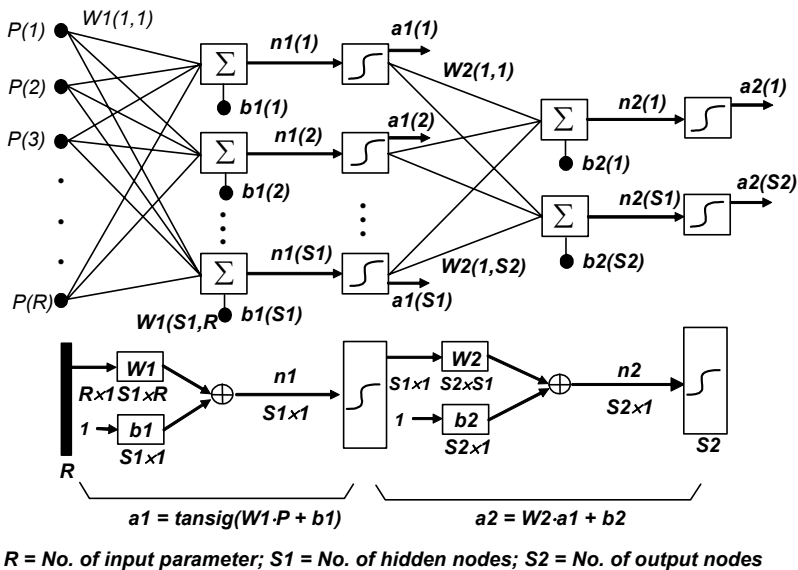 P(1)
W1(1,1)
n1(1)
a1(1)
Σ
b1(1)
W2(1,1)
P(2)
n2(1)
a2(1)
n1(2)
a1(2)
Σ
P(3)
Σ
b1(2)
b2(1)
n2(S1)
a2(S2)
Σ
n1(S1)
W2(1,S2)
b2(S2)
Σ
P(R)
a1(S1)
W1(S1,R
b1(S1)
W1
n1
W2
n2
R×1 S1×R
S1×1
S1×1
S2×S1
S2×1
1
b1
1
b2
S1×1
S2×1
R
S2
a1 = tansig(W1·P + b1)
a2 = W2·a1 + b2
R = No. of input parameter; S1 = No. of hidden nodes; S2 = No. of output nodes